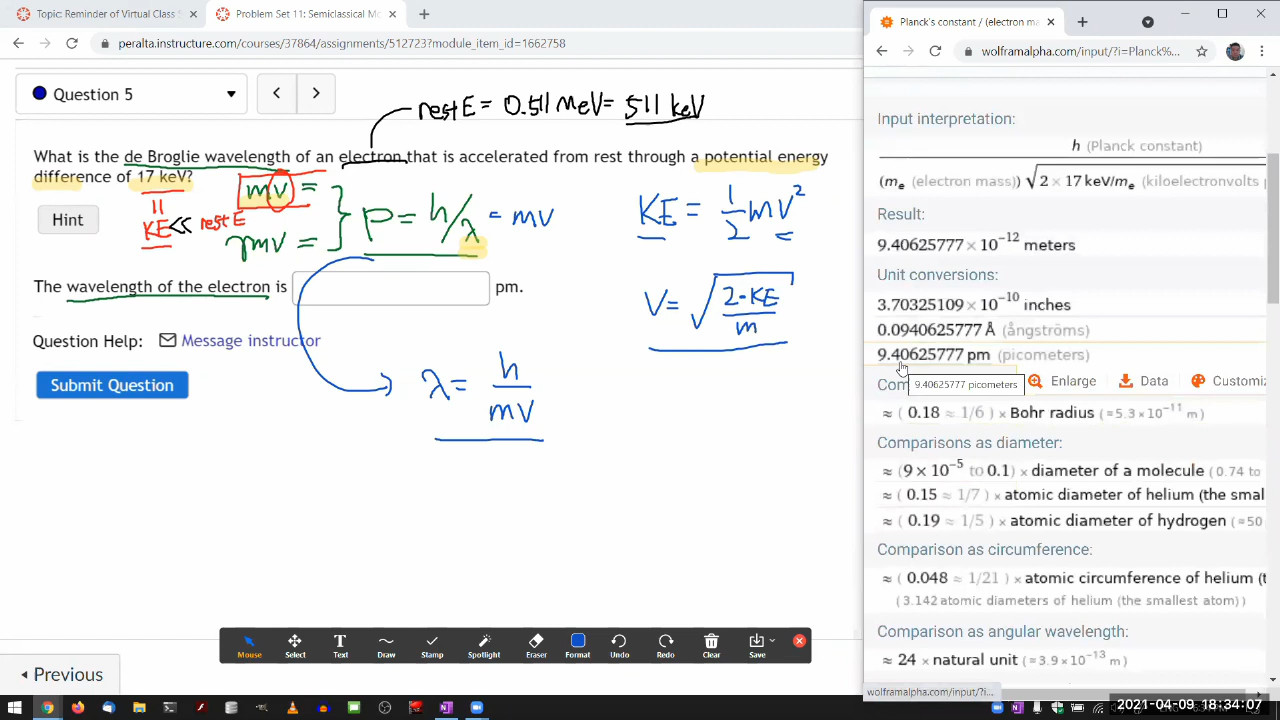 Topic: Reminder of Virtual Class S
Problem Set 11: Semiclassical Mo
Planck's constant / (electron ma
peralta.instructure.com/courses/37864/assignments/512723?module_item_id=1662758
wolframalpha.com/input/?i=Planck%...
Question 5
rest E = 0.511 MeV = 511 keV
What is the de Broglie wavelength of an electron that is accelerated from rest through a potential energy
difference of 17 keV?
Hint
KE << rest E
mv =
γmv =
p = h/λ = mv
KE = 1/2 mv²
v = √(2·KE/m)
The wavelength of the electron is pm.
Question Help: Message instructor
Submit Question
λ = h/mv
Input interpretation:
h (Planck constant)
(mₑ (electron mass)) √2 × 17 keV/mₑ (kiloelectronvolts p
Result:
9.40625777 × 10⁻¹² meters
Unit conversions:
3.70325109 × 10⁻¹⁰ inches
0.0940625777 Å (ångströms)
9.40625777 pm (picometers)
9.40625777 picometers
Com
Enlarge
Data
Customiz
≈ ( 0.18 ≈ 1/6 ) × Bohr radius ( ≈ 5.3 × 10⁻¹¹ m )
Comparisons as diameter:
≈ (9 × 10⁻⁵ to 0.1) × diameter of a molecule ( 0.74 to
≈ ( 0.15 ≈ 1/7 ) × atomic diameter of helium (the smal
≈ ( 0.19 ≈ 1/5 ) × atomic diameter of hydrogen ( ≈ 50
Comparison as circumference:
≈ ( 0.048 ≈ 1/21 ) × atomic circumference of helium (t
( 3.142 atomic diameters of helium (the smallest atom) )
Comparison as angular wavelength:
≈ 24 × natural unit ( ≈ 3.9 × 10⁻¹³ m )
wolframalpha.com/input/?i...
Mouse Select Text Draw Stamp Spotlight Eraser Format Undo Redo Clear Save
Previous
2021-04-09 18:34:07